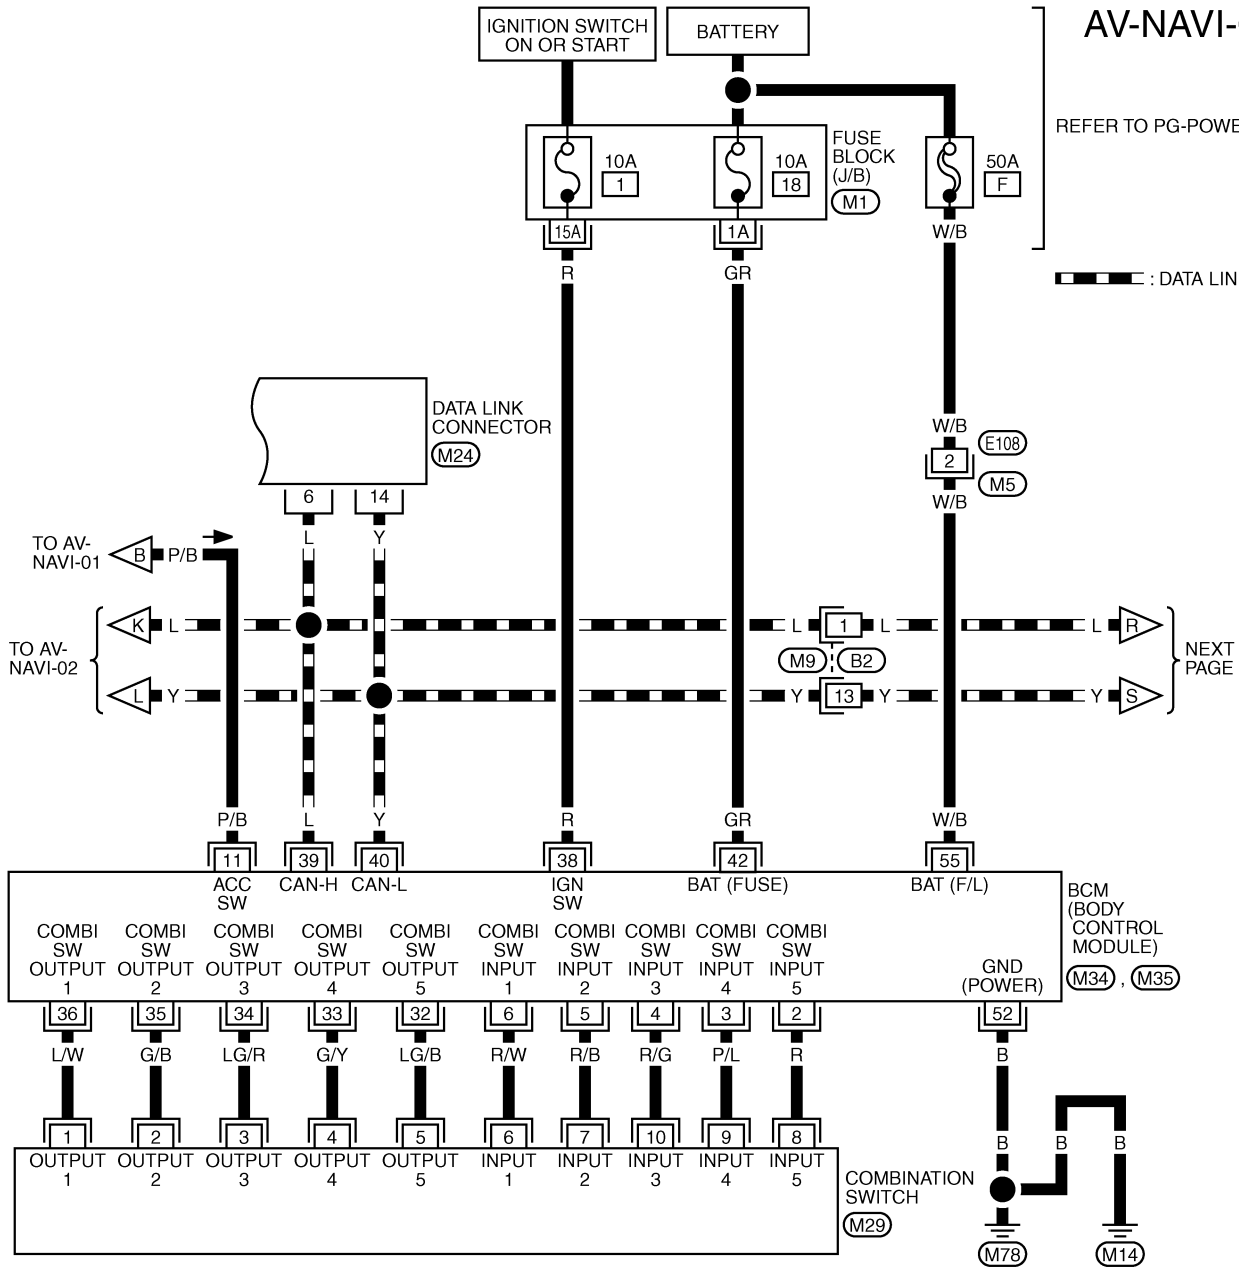 IGNITION SWITCH
ON OR START
BATTERY
AV-NAVI-
REFER TO PG-POWE
10A
1
10A
18
FUSE
BLOCK
(J/B)
M1
50A
F
15A
1A
W/B
R
GR
: DATA LIN
DATA LINK
CONNECTOR
M24
W/B
E108
2
M5
W/B
6
14
L
Y
TO AV-
NAVI-01
B
P/B
K
L
L
1
L
L
R
TO AV-
NAVI-02
M9
B2
NEXT
PAGE
L
Y
Y
13
Y
Y
S
P/B
L
Y
R
GR
W/B
11
39
40
38
42
55
ACC
SW
CAN-H
CAN-L
IGN
SW
BAT (FUSE)
BAT (F/L)
BCM
(BODY
CONTROL
MODULE)
M34 , M35
COMBI
SW
OUTPUT
1
COMBI
SW
OUTPUT
2
COMBI
SW
OUTPUT
3
COMBI
SW
OUTPUT
4
COMBI
SW
OUTPUT
5
COMBI
SW
INPUT
1
COMBI
SW
INPUT
2
COMBI
SW
INPUT
3
COMBI
SW
INPUT
4
COMBI
SW
INPUT
5
GND
(POWER)
36
35
34
33
32
6
5
4
3
2
52
L/W
G/B
LG/R
G/Y
LG/B
R/W
R/B
R/G
P/L
R
B
1
2
3
4
5
6
7
10
9
8
B
B
B
OUTPUT
1
OUTPUT
2
OUTPUT
3
OUTPUT
4
OUTPUT
5
INPUT
1
INPUT
2
INPUT
3
INPUT
4
INPUT
5
COMBINATION
SWITCH
M29
M78
M14